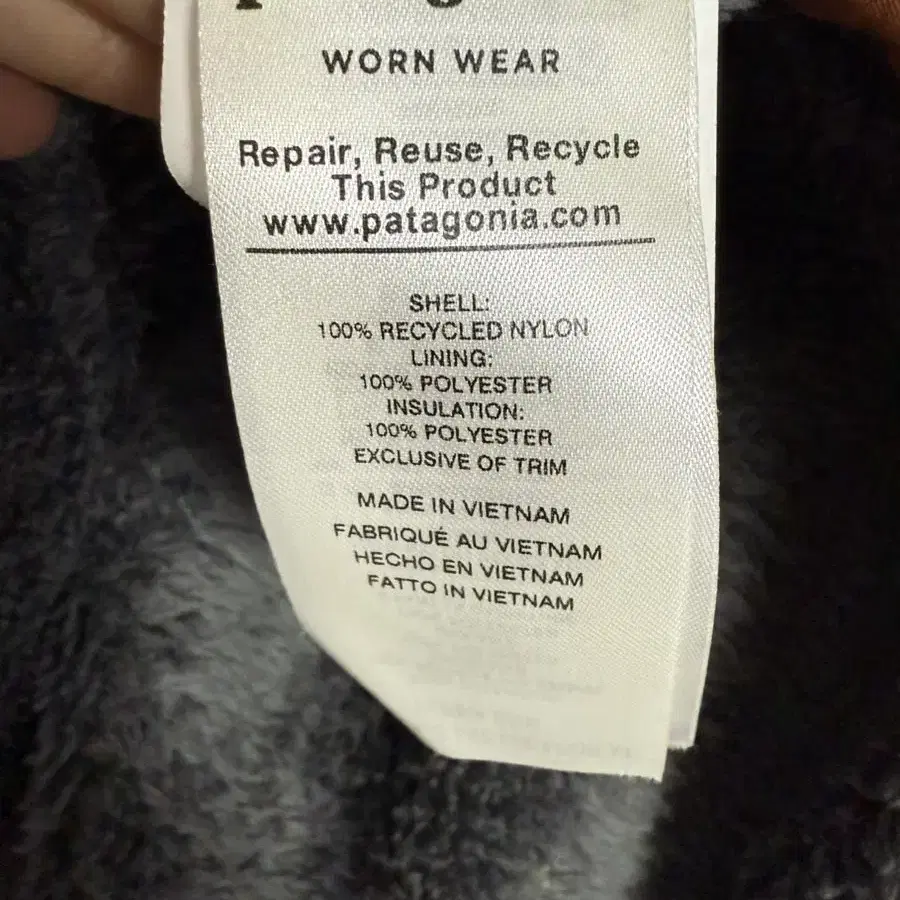 WORN WEAR
Repair, Reuse, Recycle
This Product
www.patagonia.com
SHELL:
100% RECYCLED NYLON
LINING:
100% POLYESTER
INSULATION:
100% POLYESTER
EXCLUSIVE OF TRIM
MADE IN VIETNAM
FABRIQUÉ AU VIETNAM
HECHO EN VIETNAM
FATTO IN VIETNAM